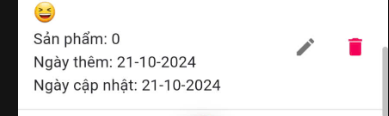 😆
Sản phẩm: 0
Ngày thêm: 21-10-2024
Ngày cập nhật: 21-10-2024